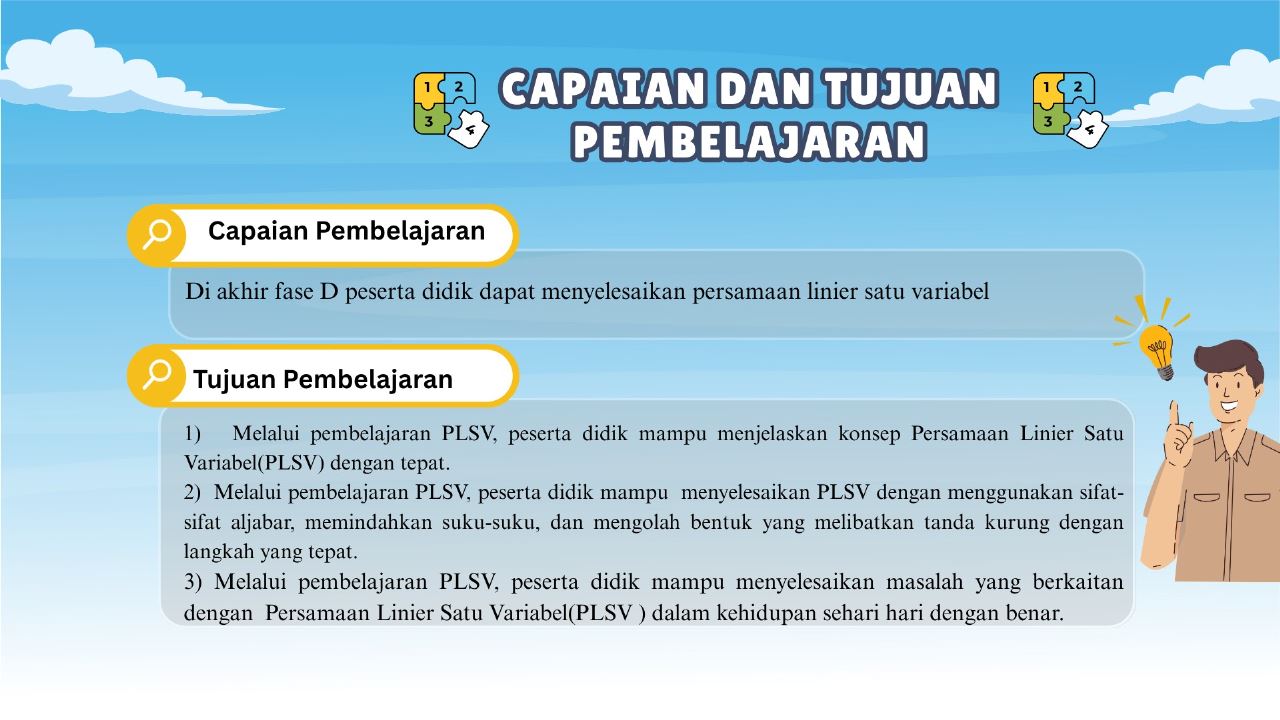 1 2
3 4
CAPAIAN DAN TUJUAN
PEMBELAJARAN
1 2
3 4
Capaian Pembelajaran
Di akhir fase D peserta didik dapat menyelesaikan persamaan linier satu variabel
Tujuan Pembelajaran
1) Melalui pembelajaran PLSV, peserta didik mampu menjelaskan konsep Persamaan Linier Satu
Variabel(PLSV) dengan tepat.
2) Melalui pembelajaran PLSV, peserta didik mampu menyelesaikan PLSV dengan menggunakan sifat-
sifat aljabar, memindahkan suku-suku, dan mengolah bentuk yang melibatkan tanda kurung dengan
langkah yang tepat.
3) Melalui pembelajaran PLSV, peserta didik mampu menyelesaikan masalah yang berkaitan
dengan Persamaan Linier Satu Variabel(PLSV ) dalam kehidupan sehari hari dengan benar.